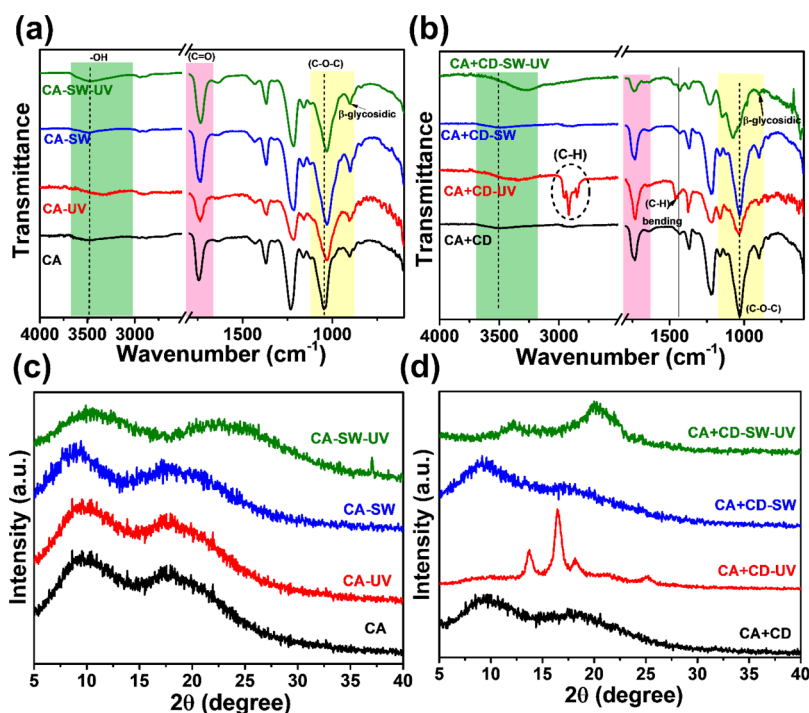 (a)
-OH
(C=O)
(C-O-C)
CA-SW-UV
β-glycosidic
CA-SW
CA-UV
CA
Transmittance
4000 3500 3000 1500 1000
Wavenumber (cm⁻¹)
(b)
CA+CD-SW-UV
β-glycosidic
CA+CD-SW
(C-H)
CA+CD-UV
(C-H)
bending
CA+CD
(C-O-C)
Transmittance
4000 3500 3000 1500 1000
Wavenumber (cm⁻¹)
(c)
CA-SW-UV
CA-SW
CA-UV
CA
Intensity (a.u.)
5 10 15 20 25 30 35 40
2θ (degree)
(d)
CA+CD-SW-UV
CA+CD-SW
CA+CD-UV
CA+CD
Intensity (a.u.)
5 10 15 20 25 30 35 40
2θ (degree)